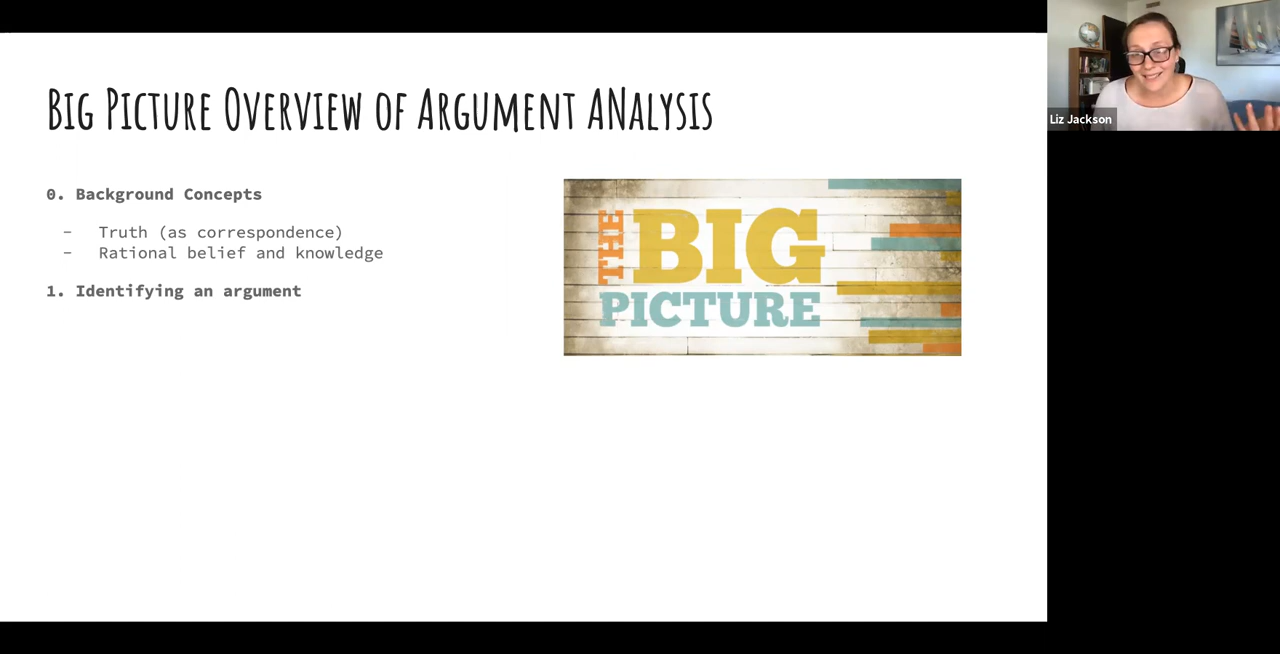 Big Picture Overview of Argument ANalysis
0. Background Concepts
- Truth (as correspondence)
- Rational belief and knowledge
1. Identifying an argument
THE BIG
PICTURE
Liz Jackson